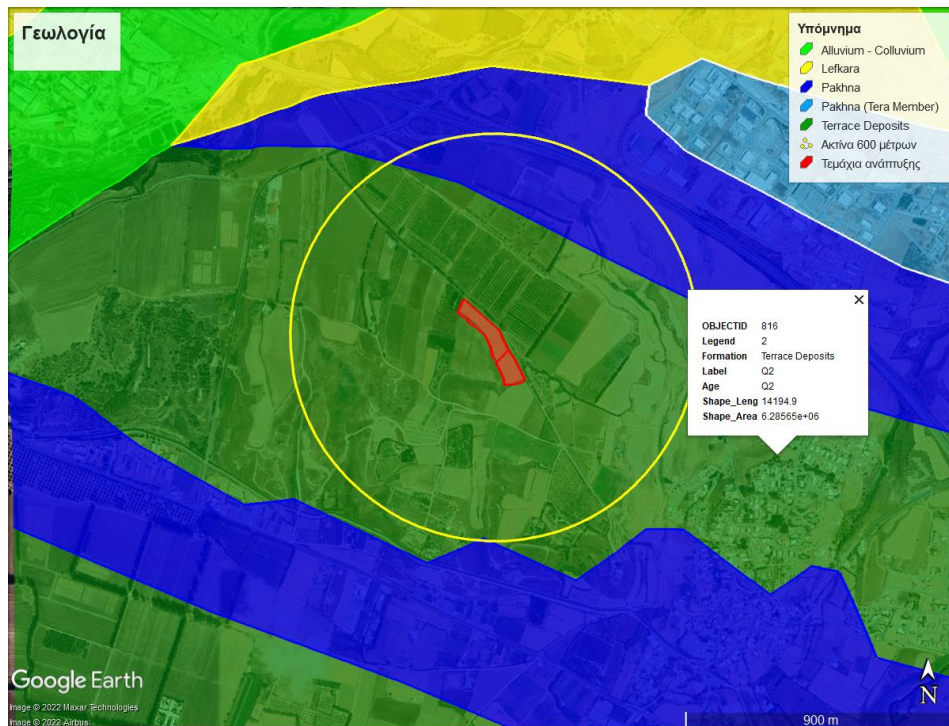 Γεωλογία
Υπόμνημα
Alluvium - Colluvium
Lefkara
Pakhna
Pakhna (Tera Member)
Terrace Deposits
Ακτίνα 600 μέτρων
Τεμάχια ανάπτυξης
OBJECTID 816
Legend 2
Formation Terrace Deposits
Label Q2
Age Q2
Shape_Leng 14194.9
Shape_Area 6.28565e+06
Google Earth
Image © 2022 Maxar Technologies
Image © 2022 Airbus
N
900 m